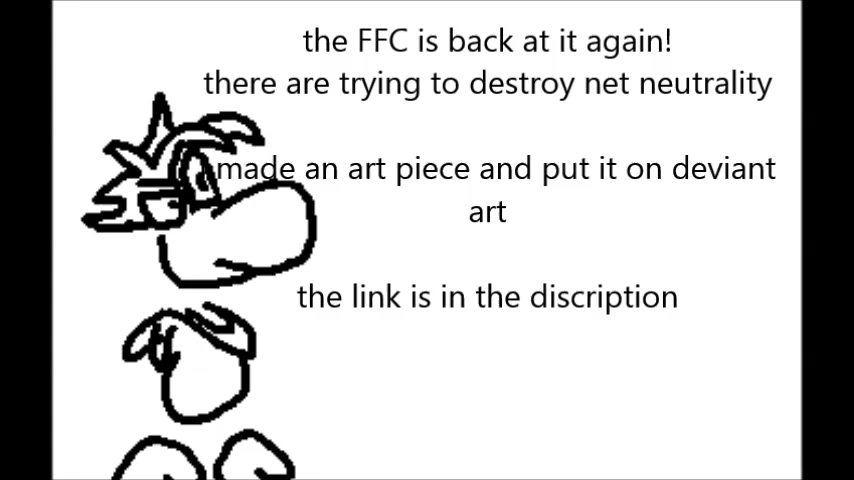 the FFC is back at it again!
there are trying to destroy net neutrality
made an art piece and put it on deviant
art
the link is in the discription